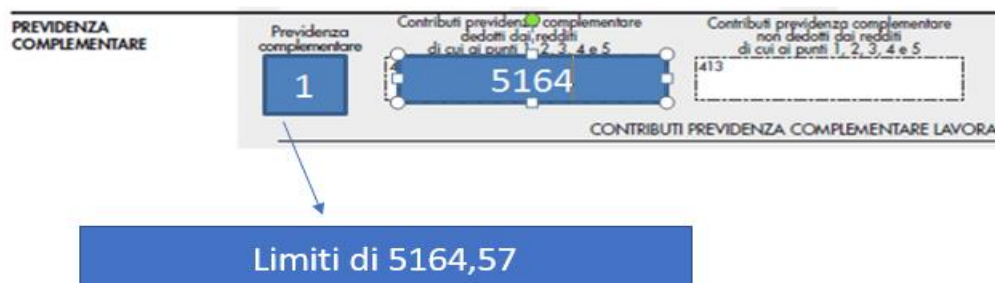 PREVIDENZA
COMPLEMENTARE
Previdenza
complementare
1
Contributi previdenza complementare
dedotti dai redditi
di cui ai punti 1, 2, 3, 4 e 5
4
5164
Contributi previdenza complementare
non dedotti dai redditi
di cui ai punti 1, 2, 3, 4 e 5
413
CONTRIBUTI PREVIDENZA COMPLEMENTARE LAVORA
Limiti di 5164,57